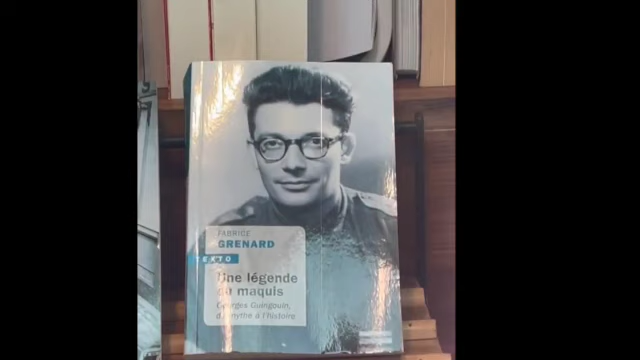 FABRICE
GRENARD
TEXTO
Une légende
du maquis
Georges Guingouin,
du mythe à l'histoire